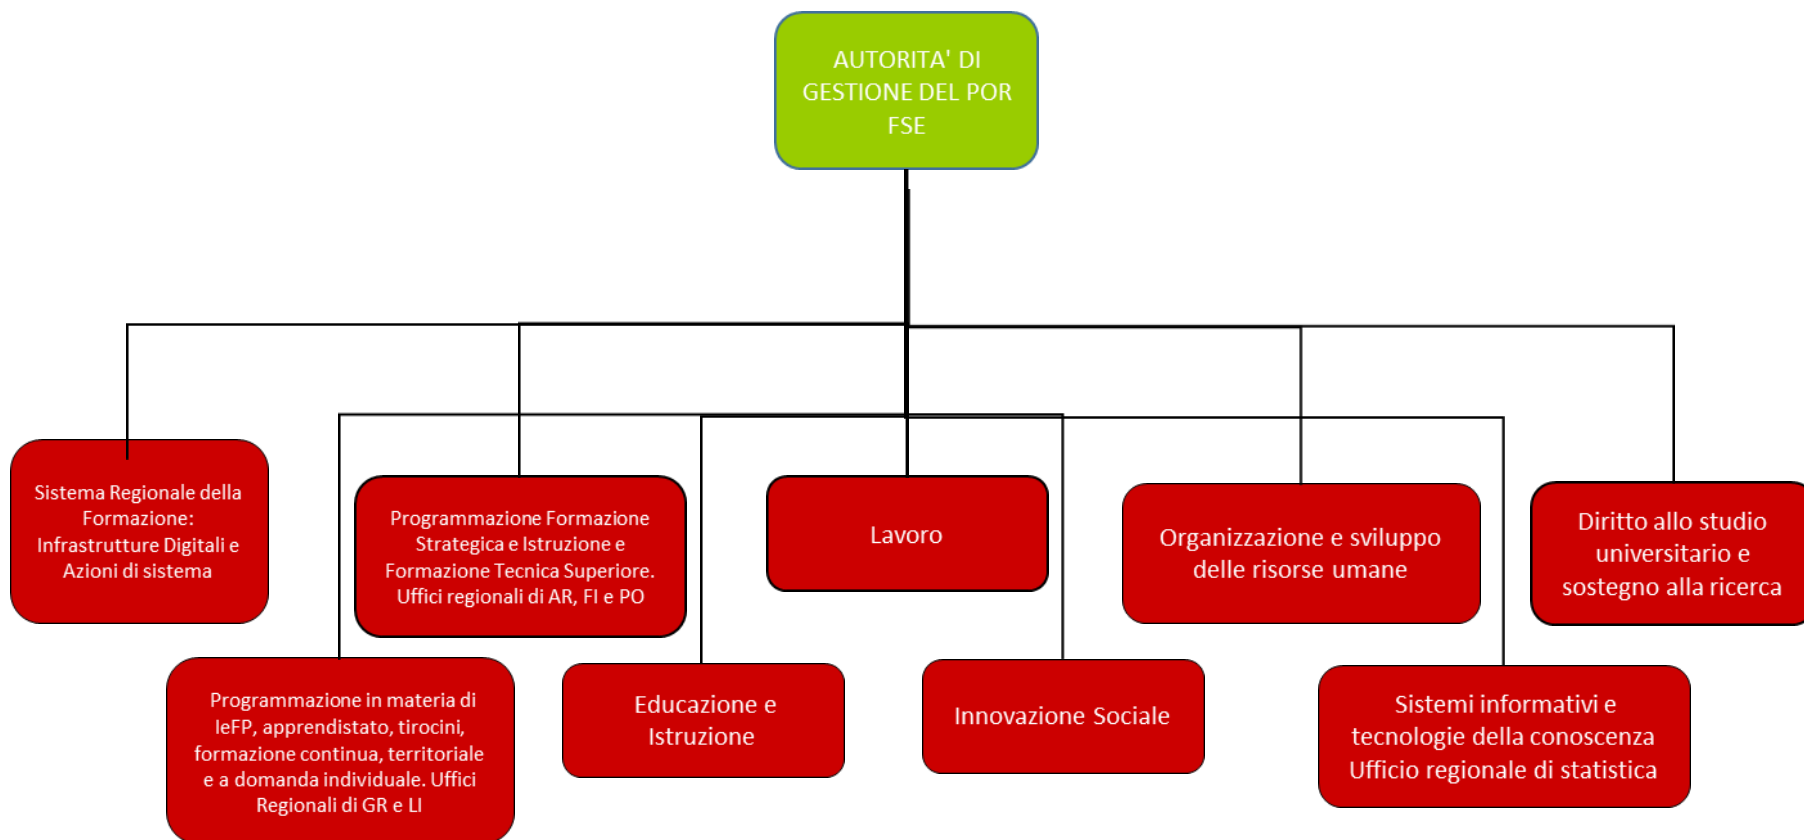 AUTORITA' DI
GESTIONE DEL POR
FSE
Sistema Regionale della
Formazione:
Infrastrutture Digitali e
Azioni di sistema
Programmazione Formazione
Strategica e Istruzione e
Formazione Tecnica Superiore.
Uffici regionali di AR, FI e PO
Lavoro
Organizzazione e sviluppo
delle risorse umane
Diritto allo studio
universitario e
sostegno alla ricerca
Programmazione in materia di
IeFP, apprendistato, tirocini,
formazione continua, territoriale
e a domanda individuale. Uffici
Regionali di GR e LI
Educazione e
Istruzione
Innovazione Sociale
Sistemi informativi e
tecnologie della conoscenza
Ufficio regionale di statistica